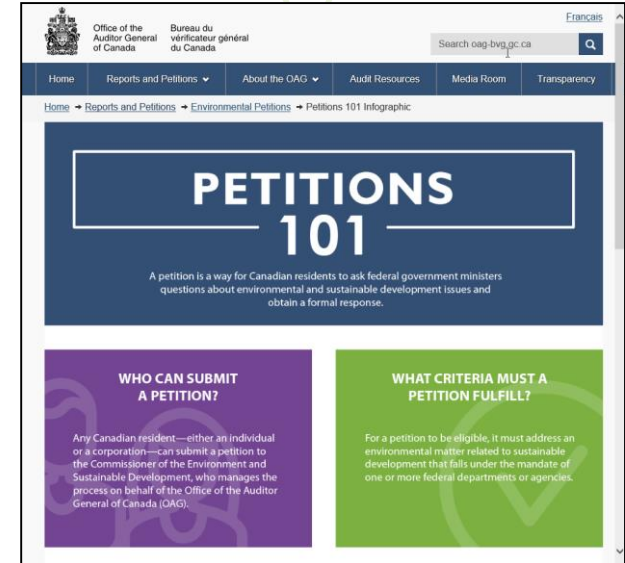 Français
Office of the
Auditor General
of Canada
Bureau du
vérificateur général
du Canada
Search oag-bvg.gc.ca
Home
Reports and Petitions
About the OAG
Audit Resources
Media Room
Transparency
Home → Reports and Petitions → Environmental Petitions → Petitions 101 Infographic
PETITIONS
101
A petition is a way for Canadian residents to ask federal government ministers
questions about environmental and sustainable development issues and
obtain a formal response.
WHO CAN SUBMIT
A PETITION?
Any Canadian resident—either an individual
or a corporation—can submit a petition to
the Commissioner of the Environment and
Sustainable Development, who manages the
process on behalf of the Office of the Auditor
General of Canada (OAG).
WHAT CRITERIA MUST A
PETITION FULFILL?
For a petition to be eligible, it must address an
environmental matter related to sustainable
development that falls under the mandate of
one or more federal departments or agencies.